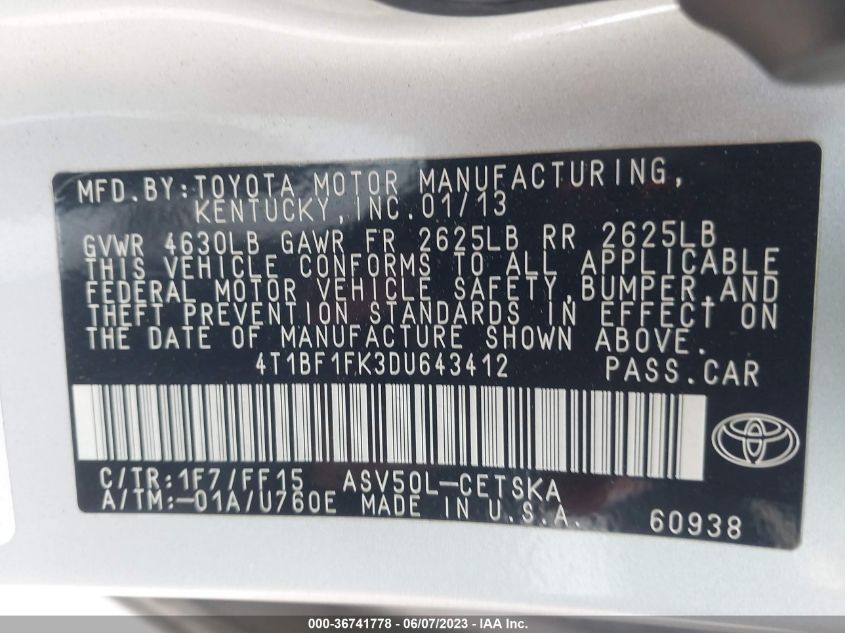 MFD.BY:TOYOTA MOTOR MANUFACTURING,
KENTUCKY,INC.01/13
GVWR 4630LB GAWR FR 2625LB RR 2625LB
THIS VEHICLE CONFORMS TO ALL APPLICABLE
FEDERAL MOTOR VEHICLE SAFETY,BUMPER,AND
THEFT PREVENTION STANDARDS IN EFFECT ON
THE DATE OF MANUFACTURE SHOWN ABOVE.
4T1BF1FK3DU643412 PASS.CAR
C/TR:1F7/FF15 ASV50L-CETSKA
A/TM:-01A/U760E MADE IN U.S.A. 60938
000-36741778 - 06/07/2023 - IAA Inc.